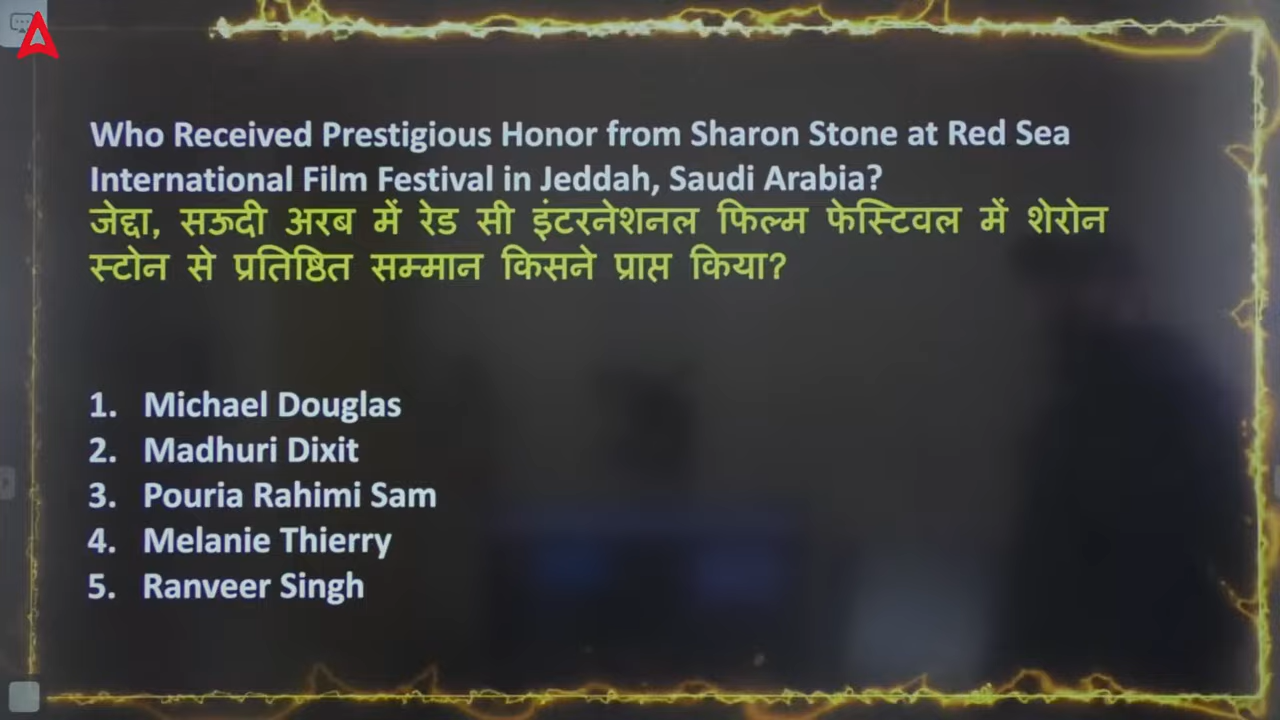 Who Received Prestigious Honor from Sharon Stone at Red Sea
International Film Festival in Jeddah, Saudi Arabia?
जेद्दा, सऊदी अरब में रेड सी इंटरनेशनल फिल्म फेस्टिवल में शेरोन
स्टोन से प्रतिष्ठित सम्मान किसने प्राप्त किया?
1. Michael Douglas
2. Madhuri Dixit
3. Pouria Rahimi Sam
4. Melanie Thierry
5. Ranveer Singh